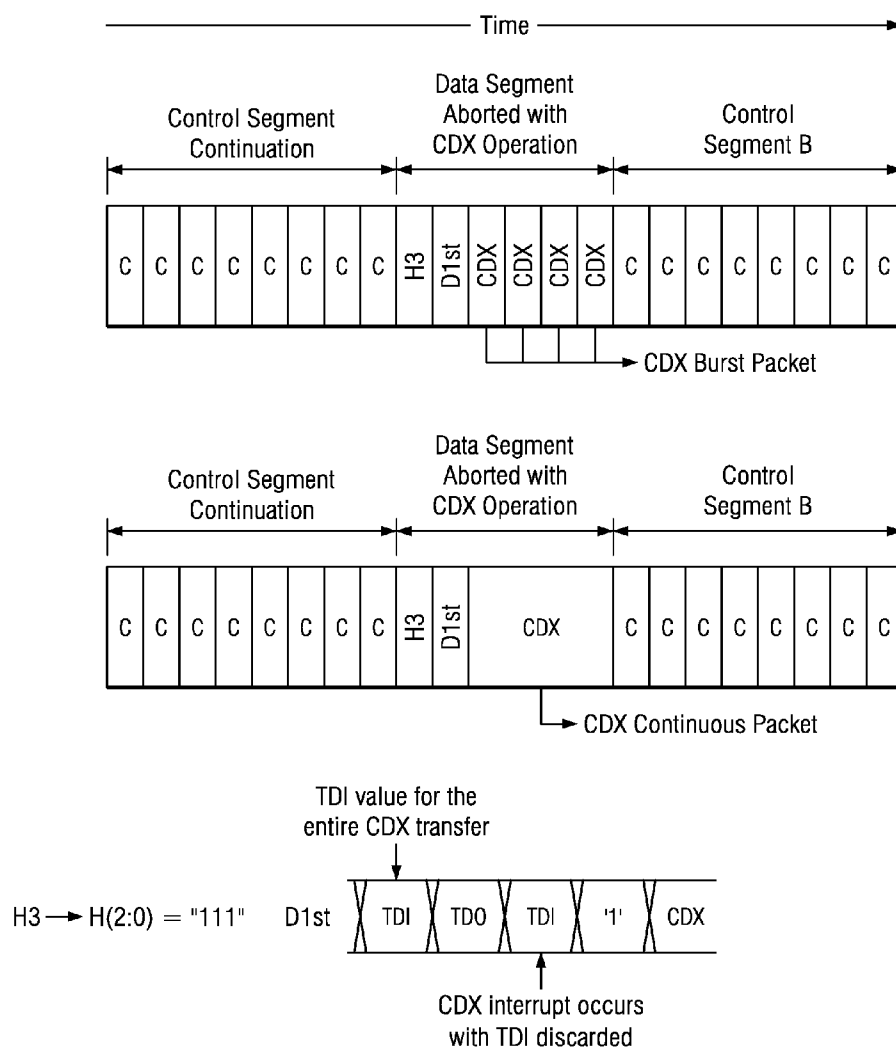 Time
Control Segment
Continuation
Data Segment
Aborted with
CDX Operation
Control
Segment B
C C C C C C C C H3 D1st CDX CDX CDX CDX C C C C C C C C
CDX Burst Packet
Control Segment
Continuation
Data Segment
Aborted with
CDX Operation
Control
Segment B
C C C C C C C C H3 D1st CDX C C C C C C C C
CDX Continuous Packet
TDI value for the
entire CDX transfer
H3 → H(2:0) = "111" D1st TDI TDO TDI '1' CDX
CDX interrupt occurs
with TDI discarded